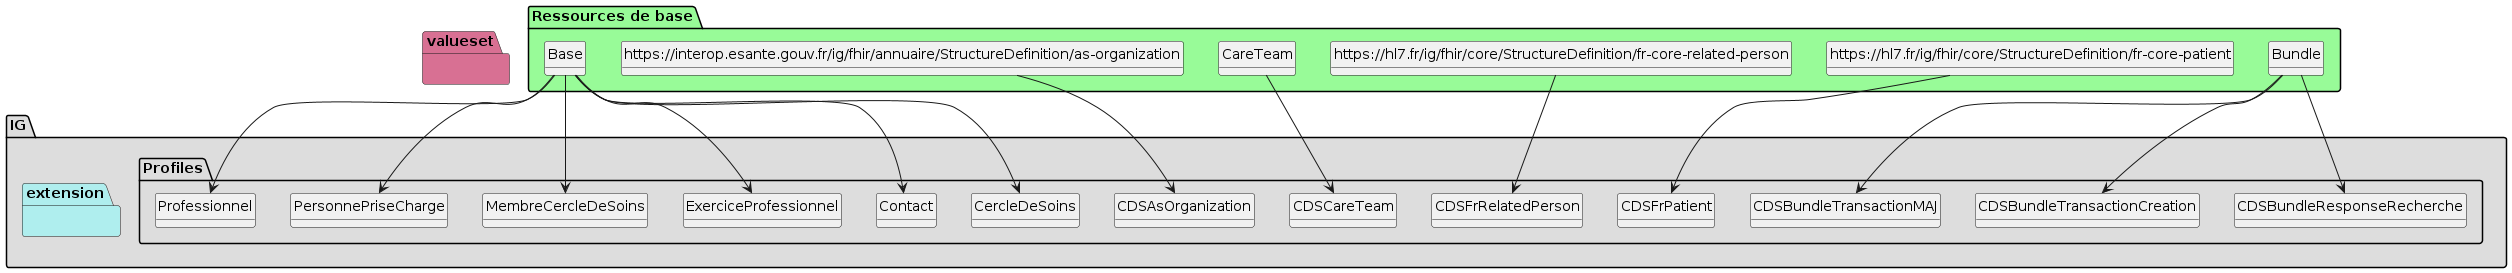 Ressources de base
valueset
Base
https://interop.esante.gouv.fr/ig/fhir/annuaire/StructureDefinition/as-organization
CareTeam
https://hl7.fr/ig/fhir/core/StructureDefinition/fr-core-related-person
https://hl7.fr/ig/fhir/core/StructureDefinition/fr-core-patient
Bundle
IG
Profiles
extension
Professionnel
PersonnePriseCharge
MembreCercleDeSoins
ExerciceProfessionnel
Contact
CercleDeSoins
CDSAsOrganization
CDSCareTeam
CDSFrRelatedPerson
CDSFrPatient
CDSBundleTransactionMAJ
CDSBundleTransactionCreation
CDSBundleResponseRecherche